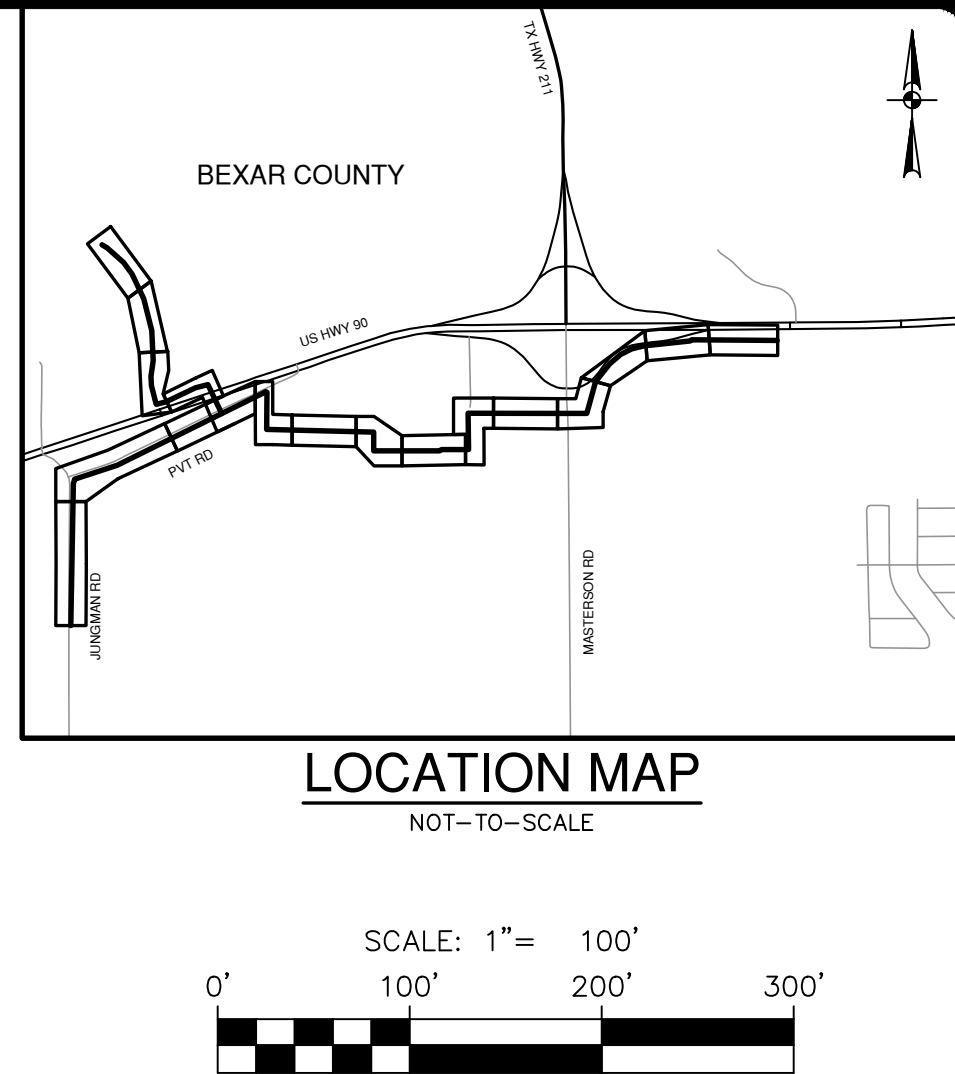 TX HWY 211
BEXAR COUNTY
US HWY 90
PVT RD
JUNGMAN RD
MASTERSON RD
LOCATION MAP
NOT-TO-SCALE
SCALE: 1"= 100'
0' 100' 200' 300'